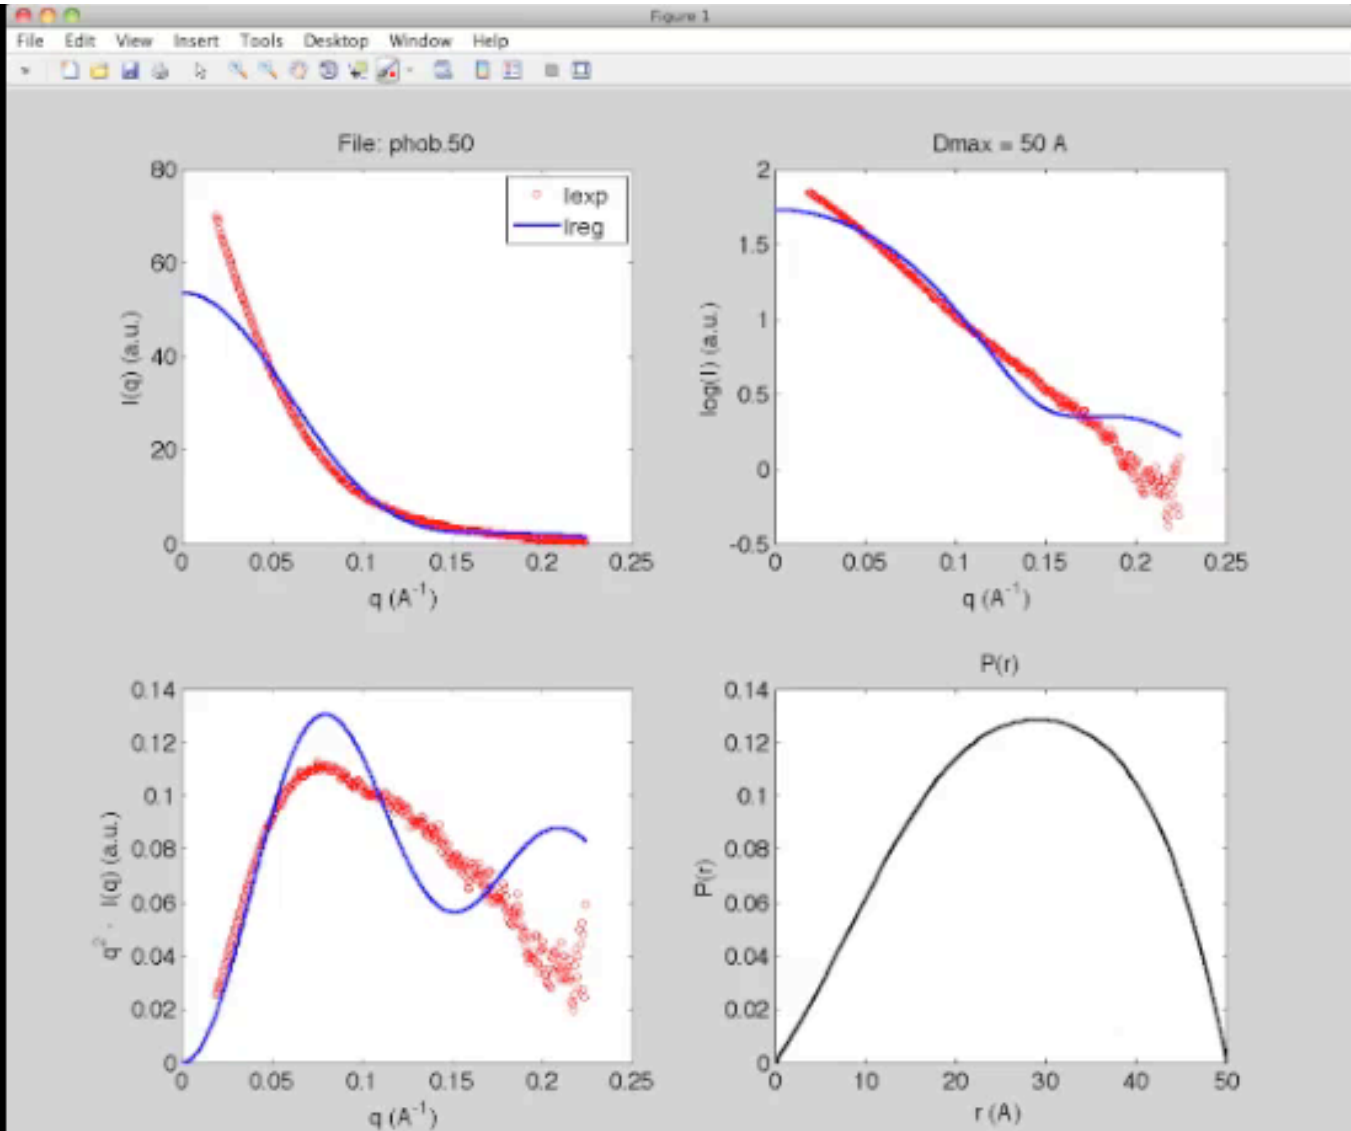 Figure 1
File Edit View Insert Tools Desktop Window Help
File: phob.50
80
60
40
20
0
I(q) (a.u.)
Iexp
Ireg
0 0.05 0.1 0.15 0.2 0.25
q (A⁻¹)
Dmax = 50 A
2
1.5
1
0.5
0
-0.5
log(I) (a.u.)
0 0.05 0.1 0.15 0.2 0.25
q (A⁻¹)
0.14
0.12
0.1
0.08
0.06
0.04
0.02
0
q² · I(q) (a.u.)
0 0.05 0.1 0.15 0.2 0.25
q (A⁻¹)
P(r)
0.14
0.12
0.1
0.08
0.06
0.04
0.02
0
P(r)
0 10 20 30 40 50
r (A)